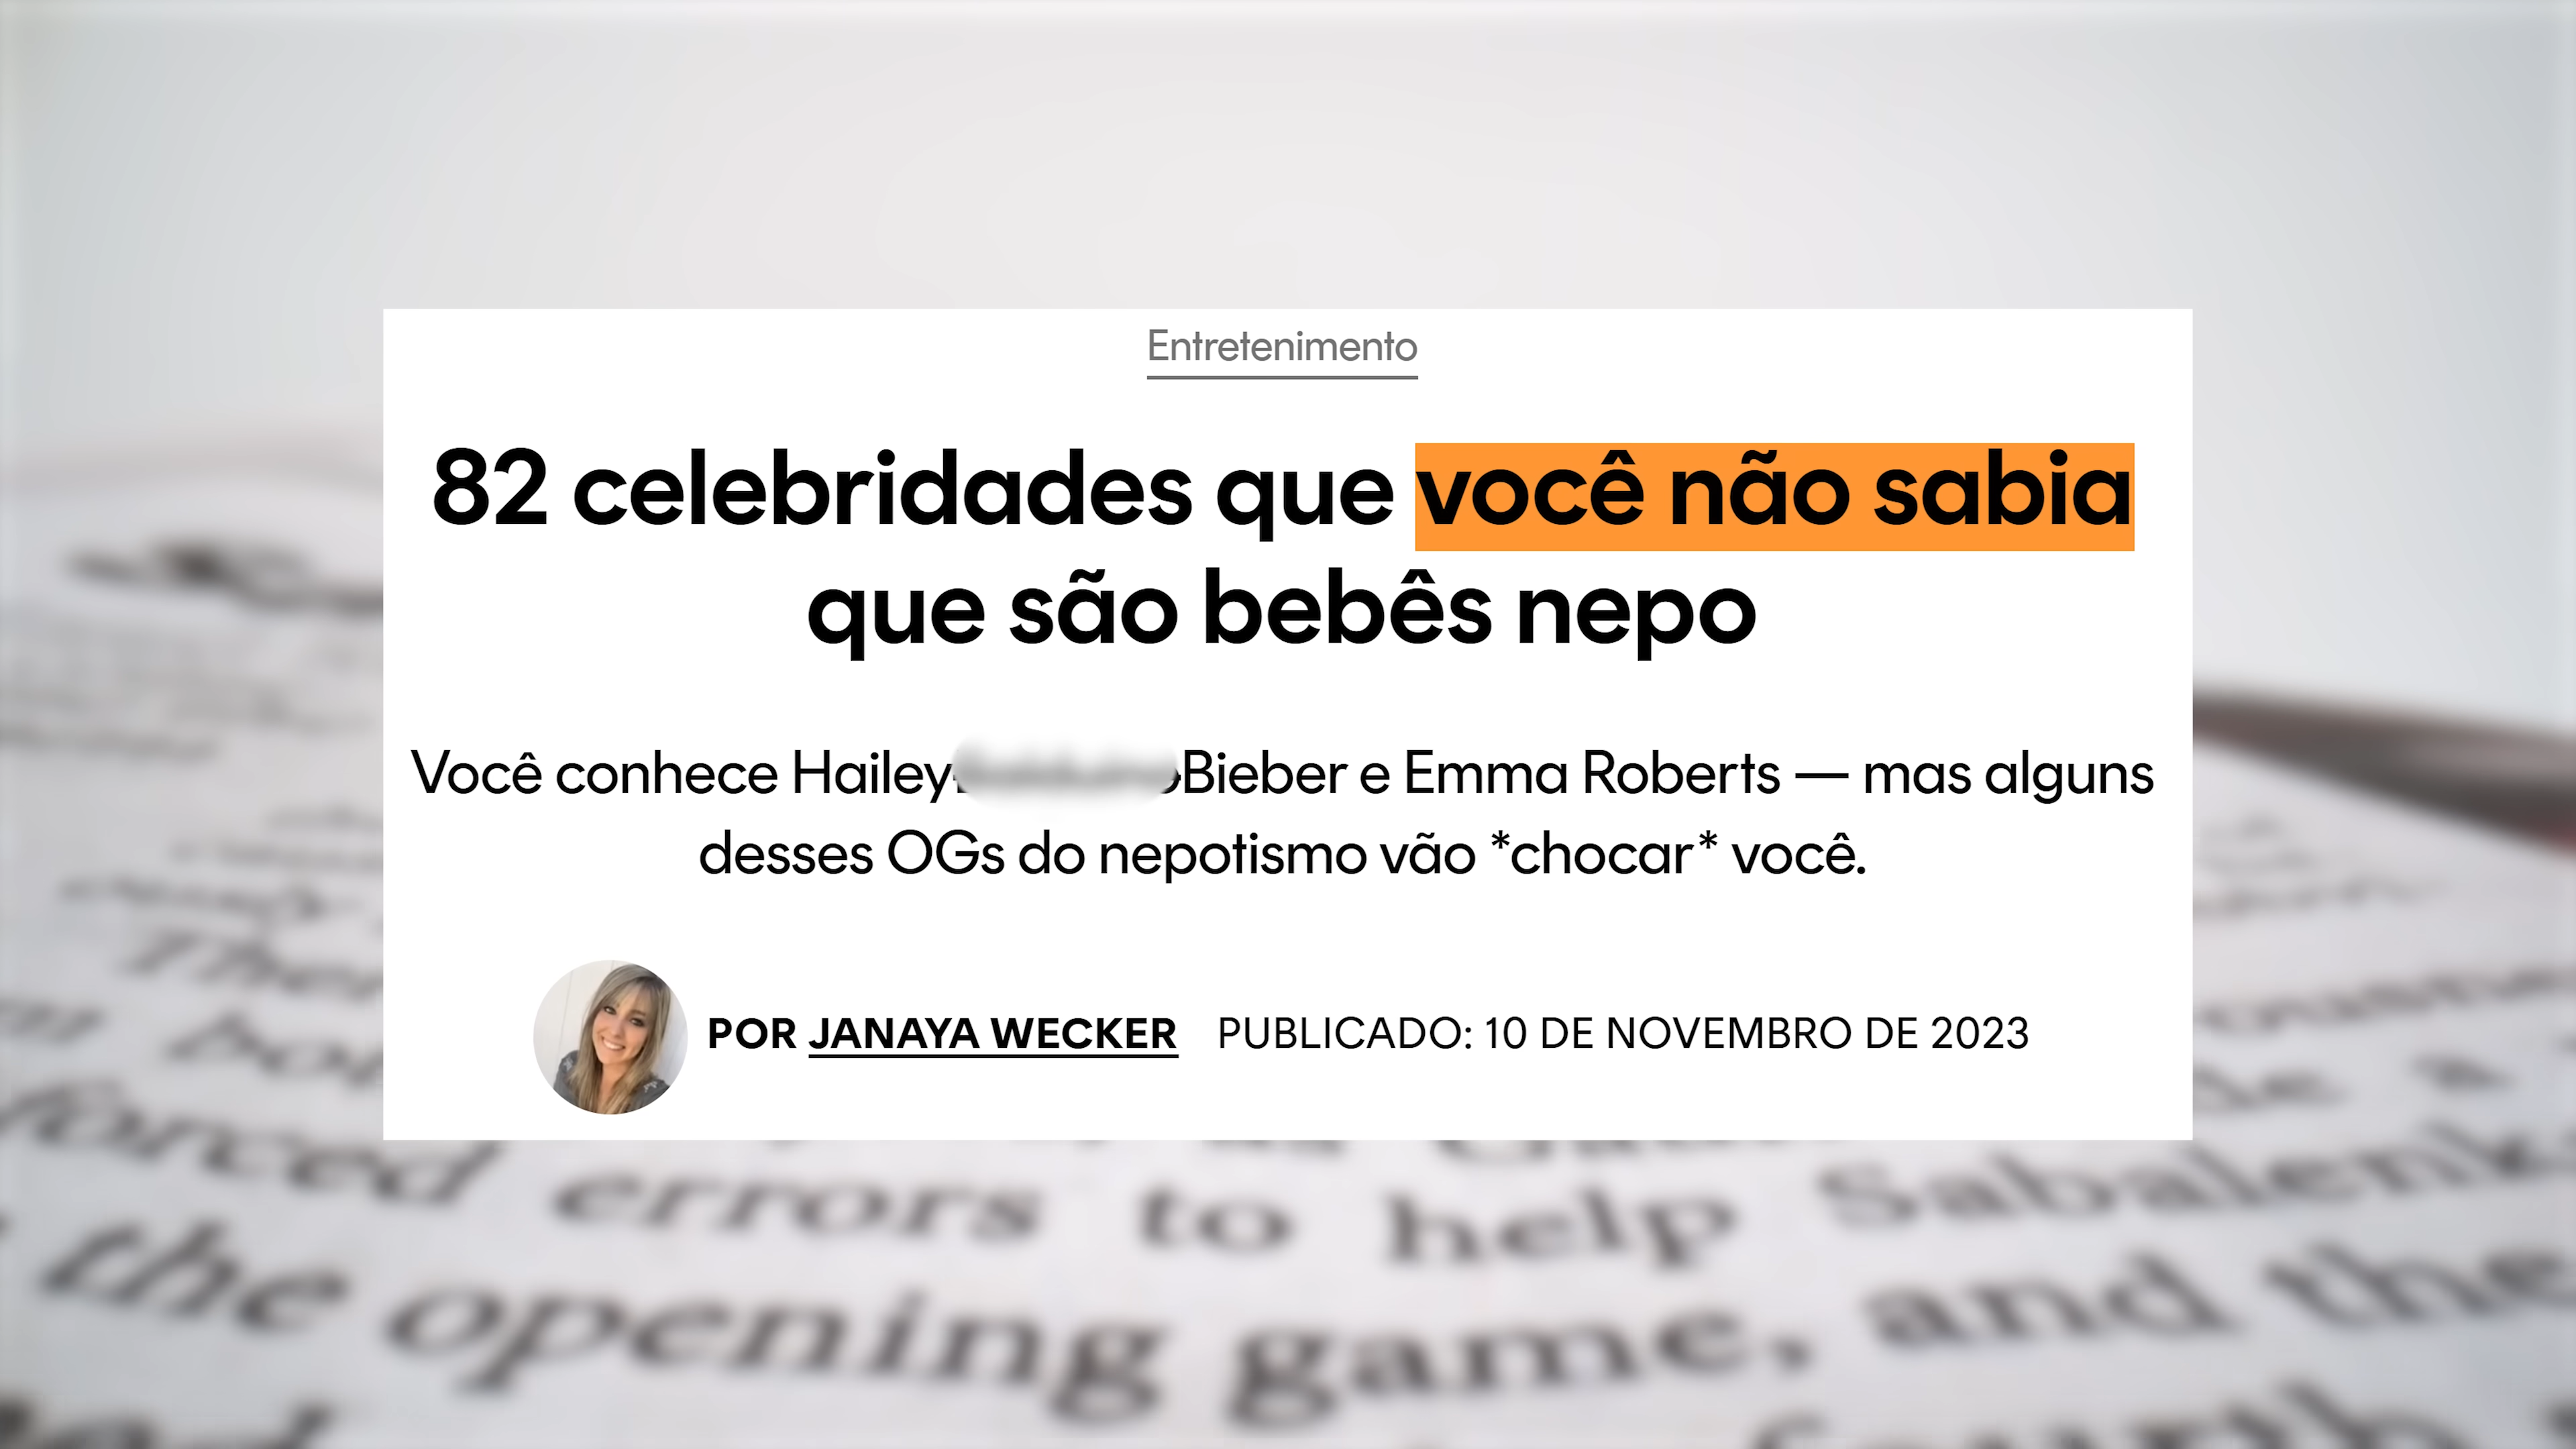 Entretenimento
82 celebridades que você não sabia
que são bebês nepo
Você conhece Hailey Bieber e Emma Roberts — mas alguns
desses OGs do nepotismo vão *chocar* você.
POR JANAYA WECKER PUBLICADO: 10 DE NOVEMBRO DE 2023
forced errors to help
the opening game, and the